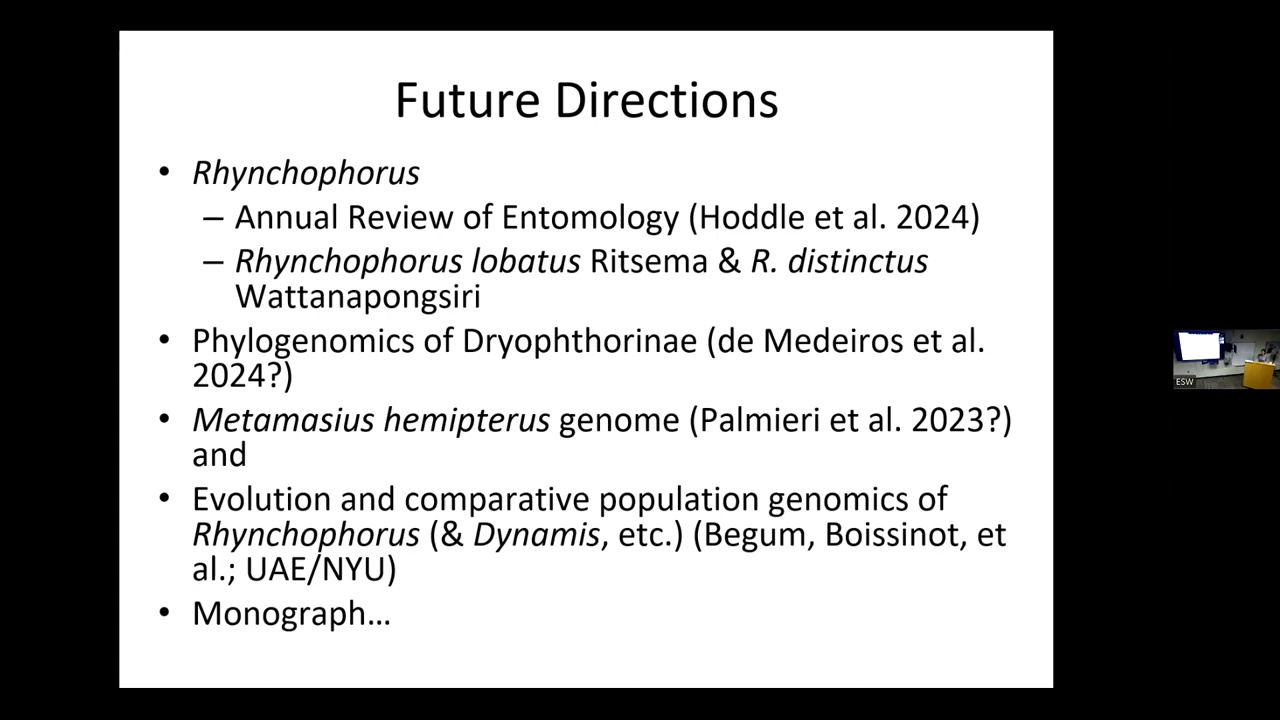 Future Directions
• Rhynchophorus
– Annual Review of Entomology (Hoddle et al. 2024)
– Rhynchophorus lobatus Ritsema & R. distinctus
Wattanapongsiri
• Phylogenomics of Dryophthorinae (de Medeiros et al.
2024?)
• Metamasius hemipterus genome (Palmieri et al. 2023?)
and
• Evolution and comparative population genomics of
Rhynchophorus (& Dynamis, etc.) (Begum, Boissinot, et
al.; UAE/NYU)
• Monograph...
ESW